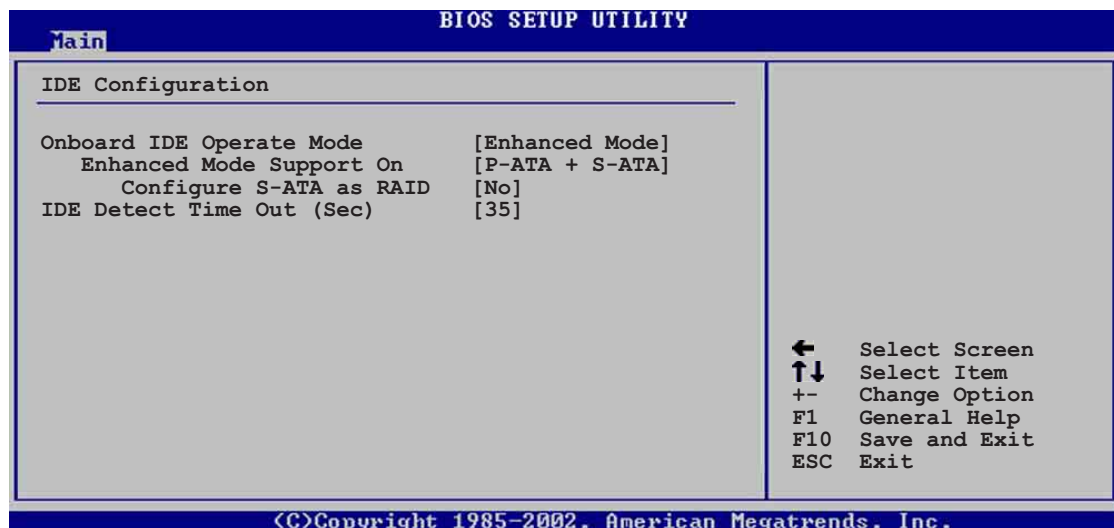 BIOS SETUP UTILITY
Main
IDE Configuration
Onboard IDE Operate Mode [Enhanced Mode]
Enhanced Mode Support On [P-ATA + S-ATA]
Configure S-ATA as RAID [No]
IDE Detect Time Out (Sec) [35]
← Select Screen
↑↓ Select Item
+- Change Option
F1 General Help
F10 Save and Exit
ESC Exit
(C)Copyright 1985-2002, American Megatrends, Inc.